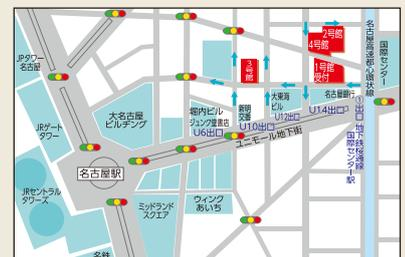 JPタワー
名古屋
JRゲート
タワー
JRセントラル
タワーズ
名古屋駅
名鉄
大名古屋
ビルヂング
ミッドランド
スクエア
ウィンク
あいち
堀内ビル
ジュンク堂書店
U6出口
新明
交番
U10出口
ユニモール地下街
大東海
ビル
U12出口
U14出口
名古屋銀行
3号館
2号館
4号館
1号館
受付
名古屋高速都心環状線
国際センター
①出口
地下鉄桜通線
国際センター駅